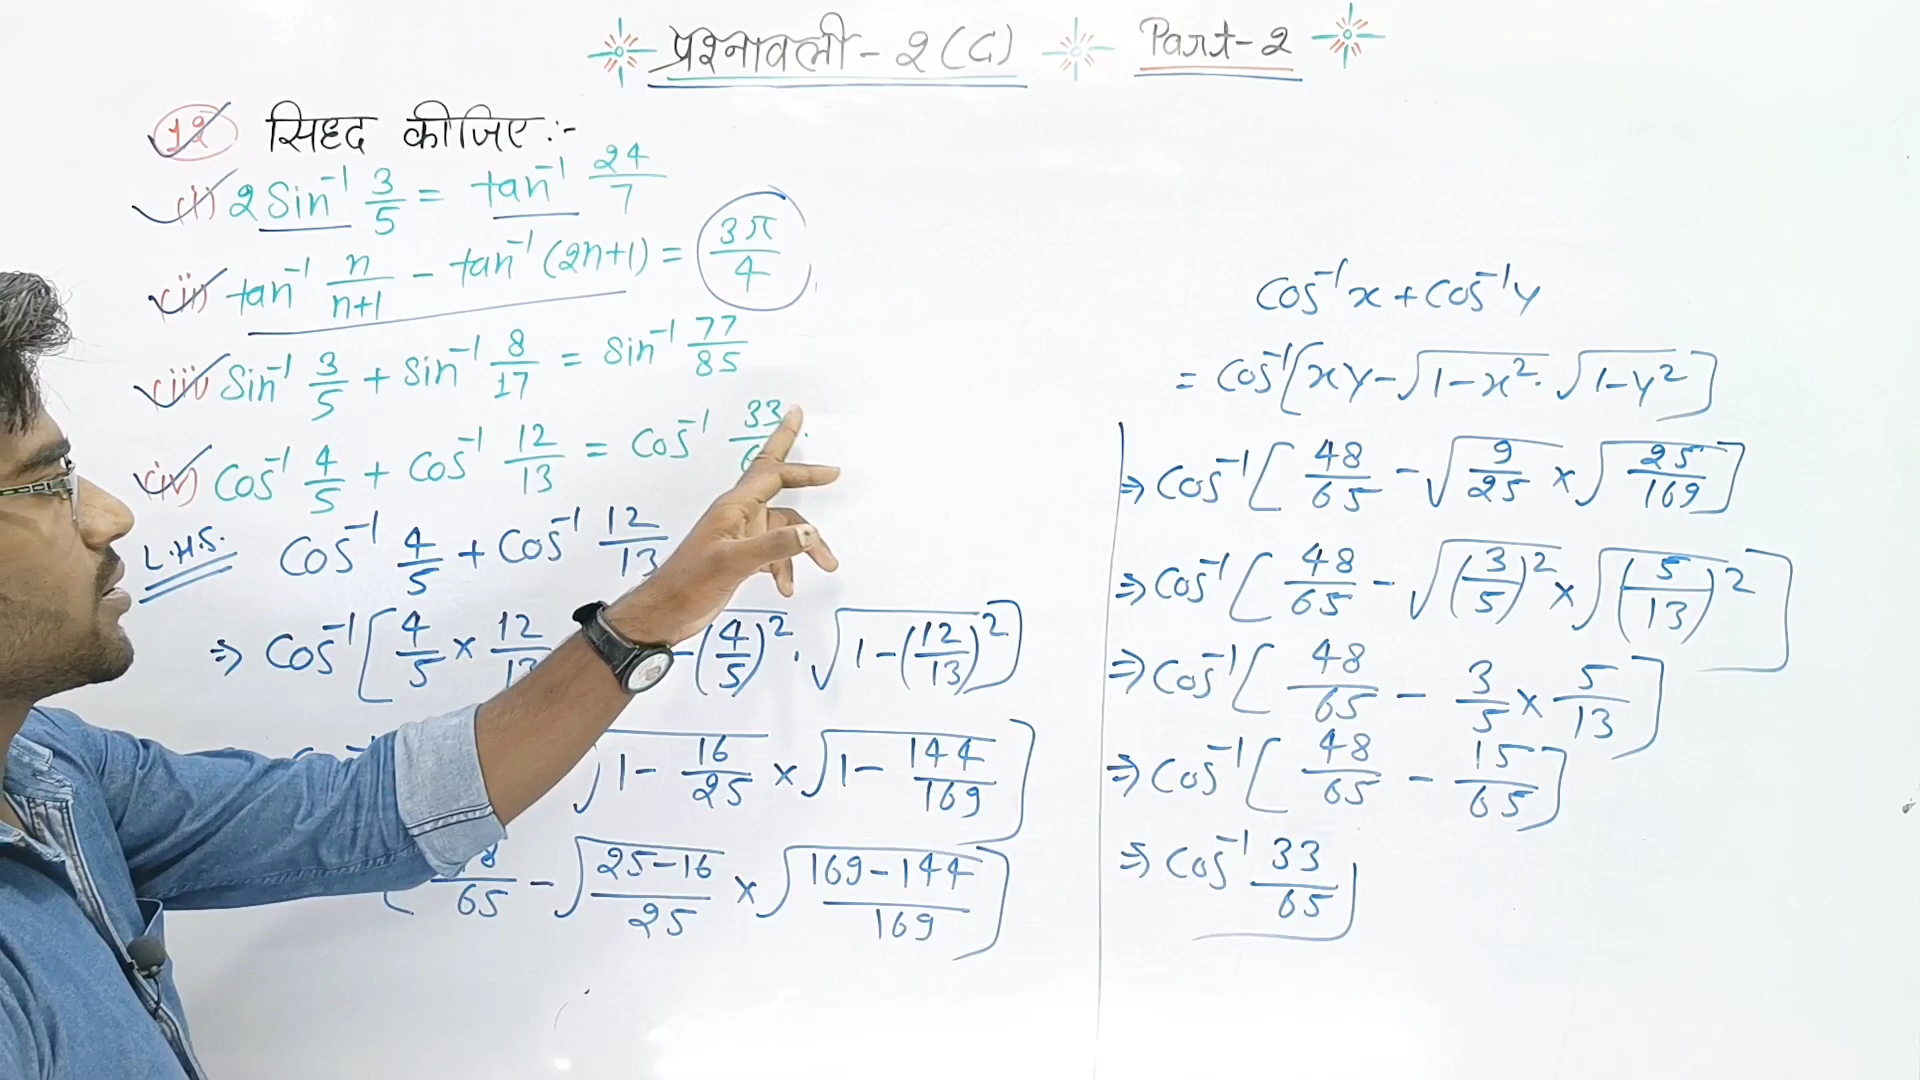 प्रश्नावली - २ (C) Part - २
12 सिध्द कीजिए :-
(i) 2 Sin⁻¹ 3/5 = tan⁻¹ 24/7
(ii) tan⁻¹ n/n+1 - tan⁻¹ (2n+1) = 3π/4
(iii) Sin⁻¹ 3/5 + Sin⁻¹ 8/17 = Sin⁻¹ 77/85
(iv) Cos⁻¹ 4/5 + Cos⁻¹ 12/13 = Cos⁻¹ 33
L.H.S. Cos⁻¹ 4/5 + Cos⁻¹ 12/13
⇒ Cos⁻¹ [ 4/5 × 12/13 - (4/5)² . √1-(12/13)² ]
√1 - 16/25 × √1 - 144/169 ]
[ 8/65 - √25-16/25 × √169-144/169 ]
Cos⁻¹x + Cos⁻¹y
= Cos⁻¹[xy - √1-x² . √1-y² ]
⇒ Cos⁻¹ [ 48/65 - √9/25 × √25/169 ]
⇒ Cos⁻¹ [ 48/65 - √(3/5)² × √(5/13)² ]
⇒ Cos⁻¹ [ 48/65 - 3/5 × 5/13 ]
⇒ Cos⁻¹ [ 48/65 - 15/65 ]
⇒ Cos⁻¹ 33/65 ]